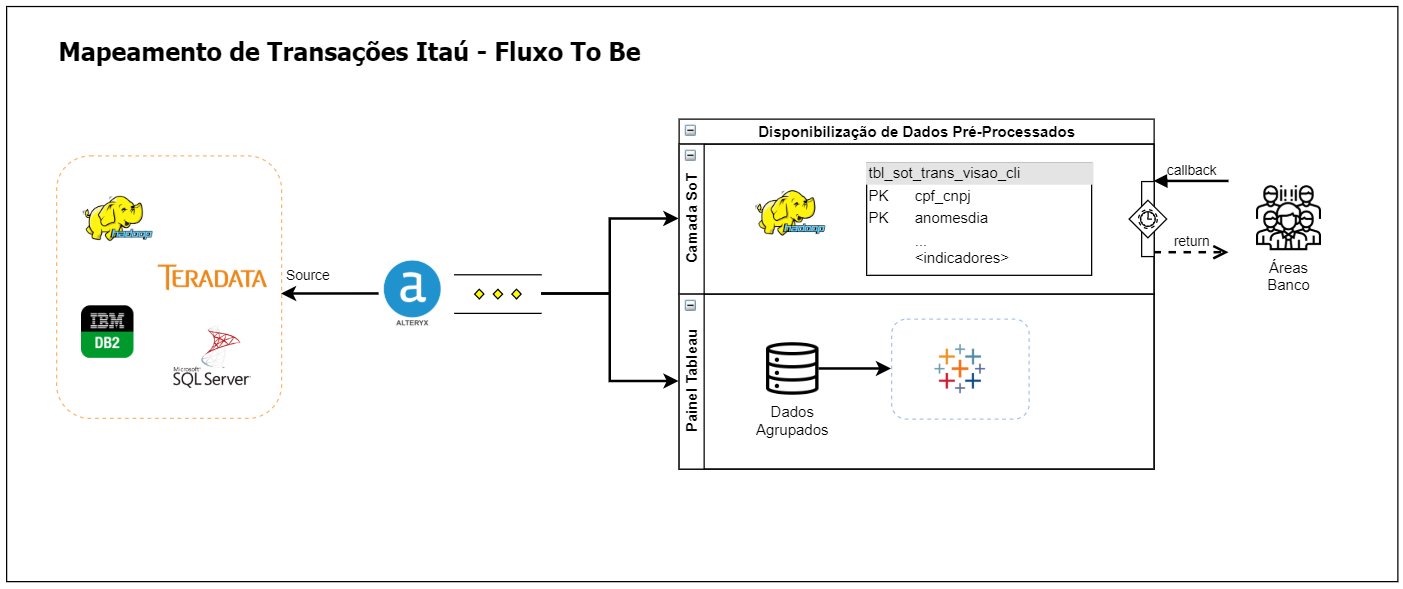 Mapeamento de Transações Itaú - Fluxo To Be
Disponibilização de Dados Pré-Processados
Camada SoT
hadoop
tbl_sot_trans_visao_cli
PK cpf_cnpj
PK anomesdia
...
<indicadores>
callback
return
Áreas
Banco
hadoop
TERADATA
IBM
DB2
Microsoft
SQL Server
Source
a
ALTERYX
Painel Tableau
Dados
Agrupados